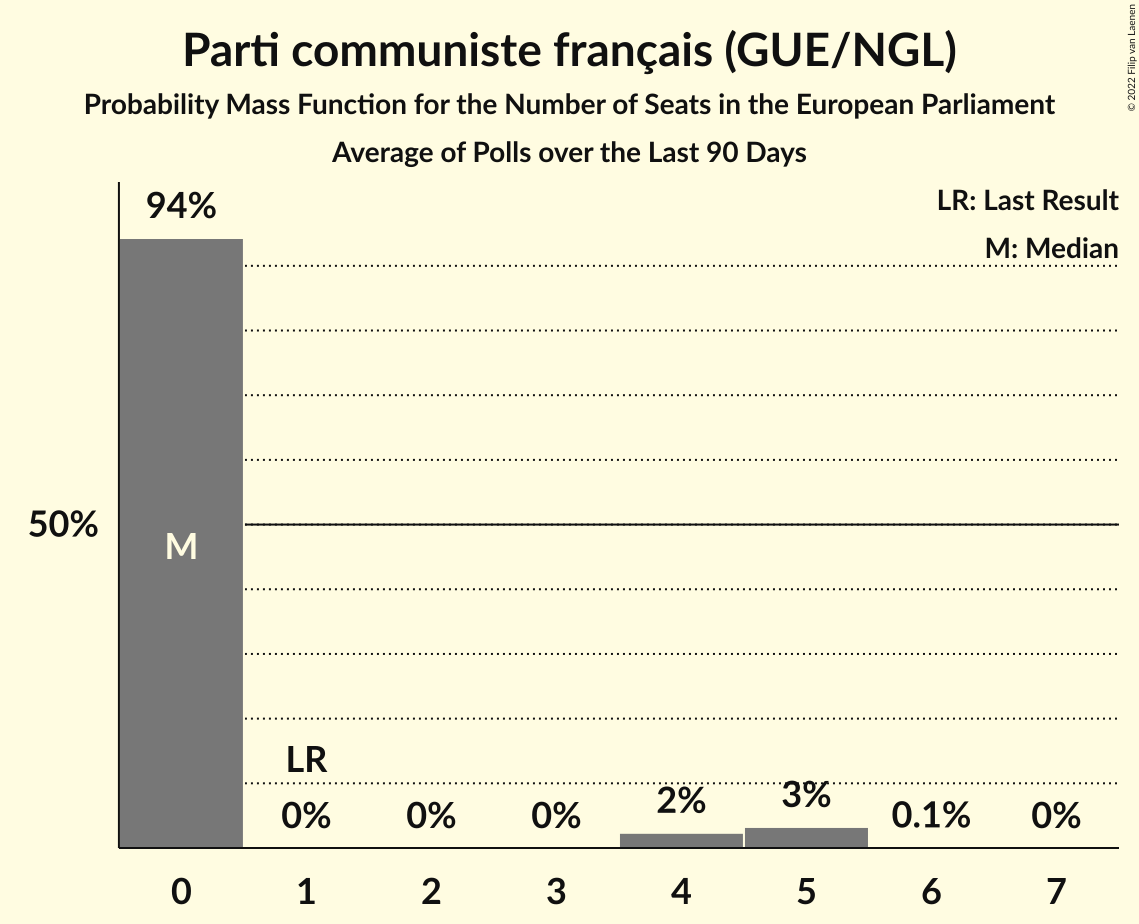 Parti communiste français (GUE/NGL)
Probability Mass Function for the Number of Seats in the European Parliament
Average of Polls over the Last 90 Days
© 2022 Filip van Laenen
LR: Last Result
M: Median
94%
50%
M
LR
0%
0%
0%
2%
3%
0.1%
0%
0
1
2
3
4
5
6
7